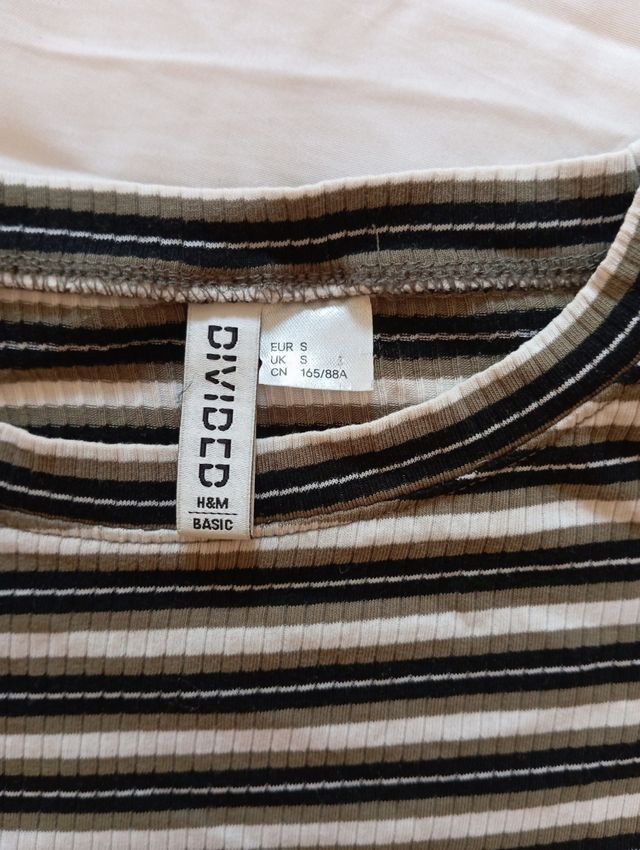 DIVIDED
H&M
BASIC
EUR S
UK S
CN 165/88A